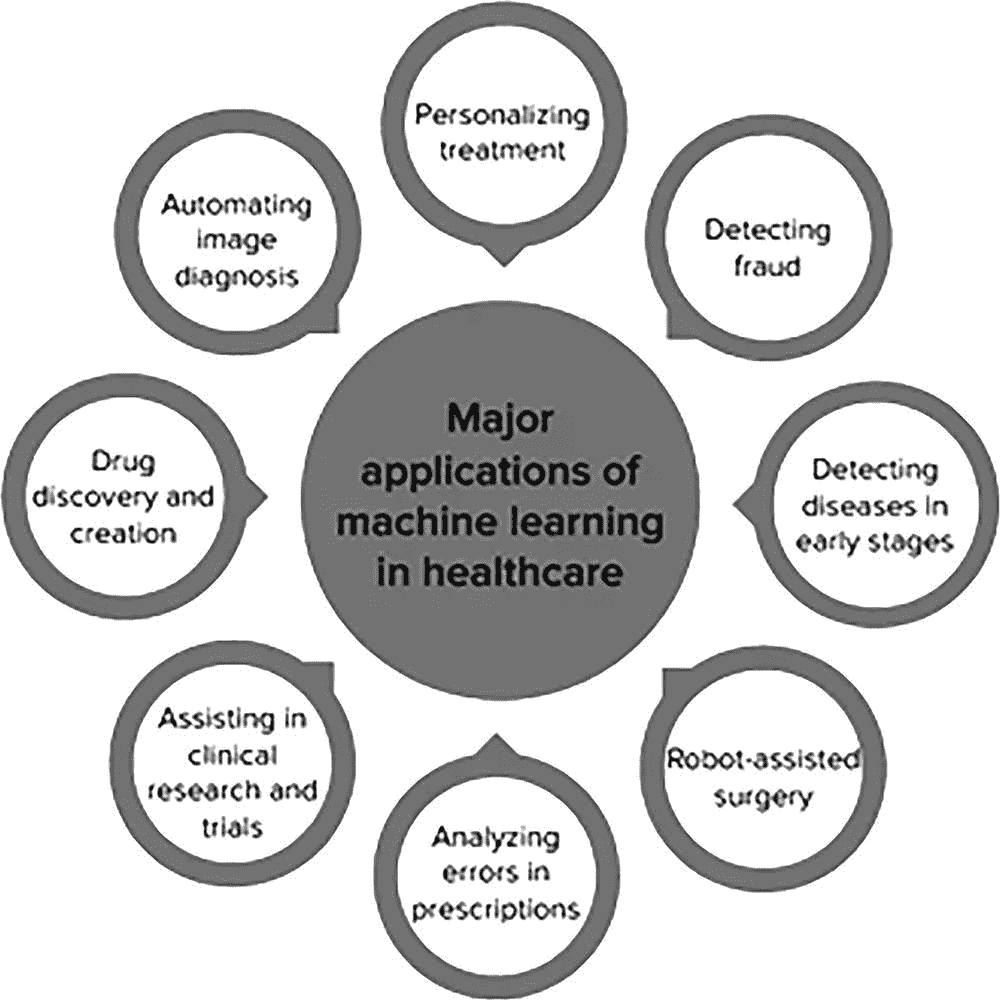 Personalizing
treatment
Detecting
fraud
Detecting
diseases in
early stages
Robot-assisted
surgery
Analyzing
errors in
prescriptions
Assisting in
clinical
research and
trials
Drug
discovery and
creation
Automating
image
diagnosis
Major
applications of
machine learning
in healthcare